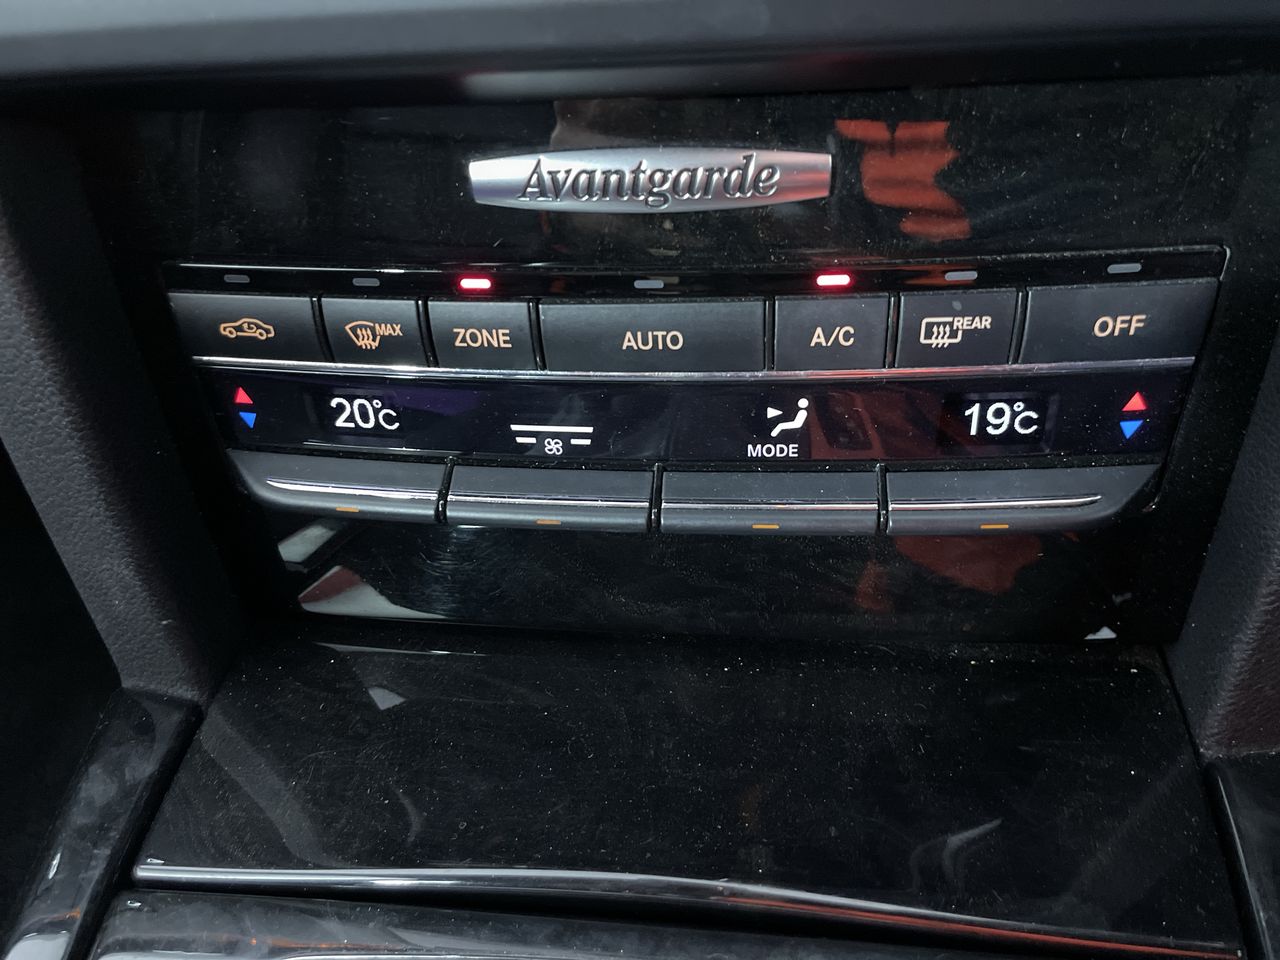 Avantgarde
MAX ZONE AUTO A/C REAR OFF
20°C 19°C
MODE